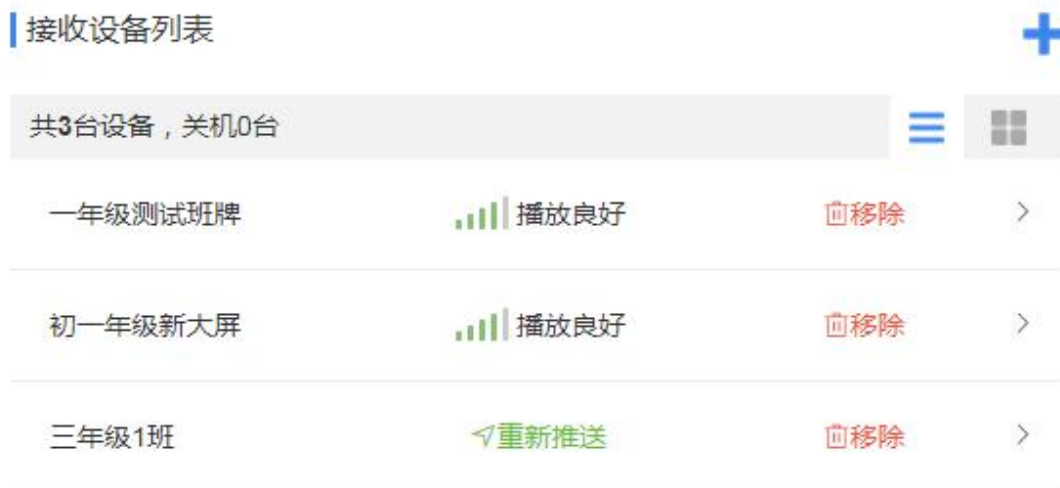 接收设备列表
共3台设备，关机0台
一年级测试班牌 播放良好 移除
初一年级新大屏 播放良好 移除
三年级1班 重新推送 移除